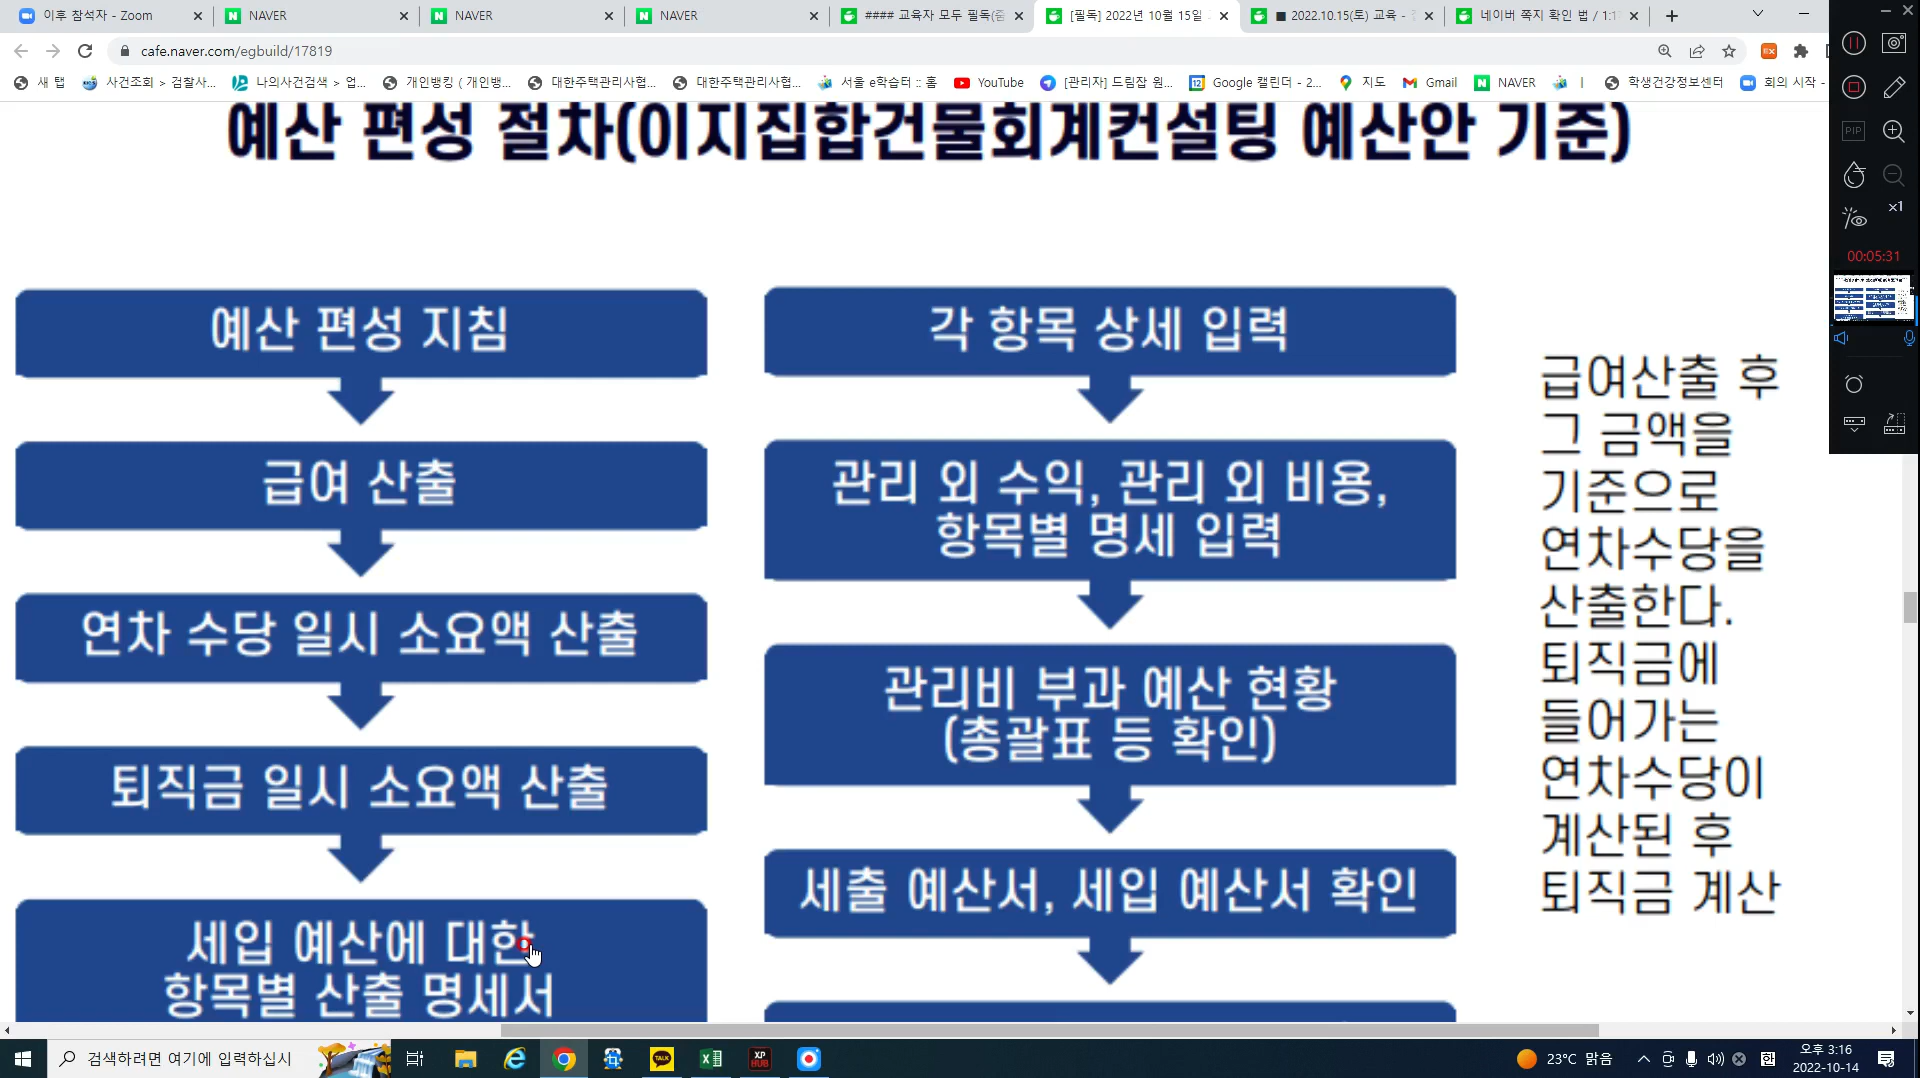 이후 참석자 - Zoom
NAVER
NAVER
NAVER
#### 교육자 모두 필독(줌
[필독] 2022년 10월 15일
■ 2022.10.15(토) 교육 -
네이버 쪽지 확인 법 / 1:1
cafe.naver.com/egbuild/17819
새 탭
사건조회 > 검찰사...
나의사건검색 > 업...
개인뱅킹 ( 개인뱅...
대한주택관리사협...
대한주택관리사협...
서울 e학습터 :: 홈
YouTube
[관리자] 드림잡 원...
Google 캘린더 - 2...
지도
Gmail
NAVER
학생건강정보센터
회의 시작 -
PIP
x1
00:05:31
예산 편성 절차(이지집합건물회계컨설팅 예산안 기준)
예산 편성 지침
급여 산출
연차 수당 일시 소요액 산출
퇴직금 일시 소요액 산출
세입 예산에 대한
항목별 산출 명세서
각 항목 상세 입력
관리 외 수익, 관리 외 비용,
항목별 명세 입력
관리비 부과 예산 현황
(총괄표 등 확인)
세출 예산서, 세입 예산서 확인
급여산출 후
그 금액을
기준으로
연차수당을
산출한다.
퇴직금에
들어가는
연차수당이
계산된 후
퇴직금 계산
검색하려면 여기에 입력하십시
TALK
XP
HUB
23°C 맑음
한
오후 3:16
2022-10-14